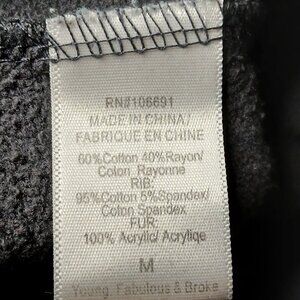 RN#106691
MADE IN CHINA/
FABRIQUE EN CHINE
60%Cotton 40%Rayon/
Coton Rayonne
RIB:
95%Cotton 5%Spandex/
Coton Spandex
FUR:
100% Acrylic/ Acrylique
M
Young, Fabulous & Broke